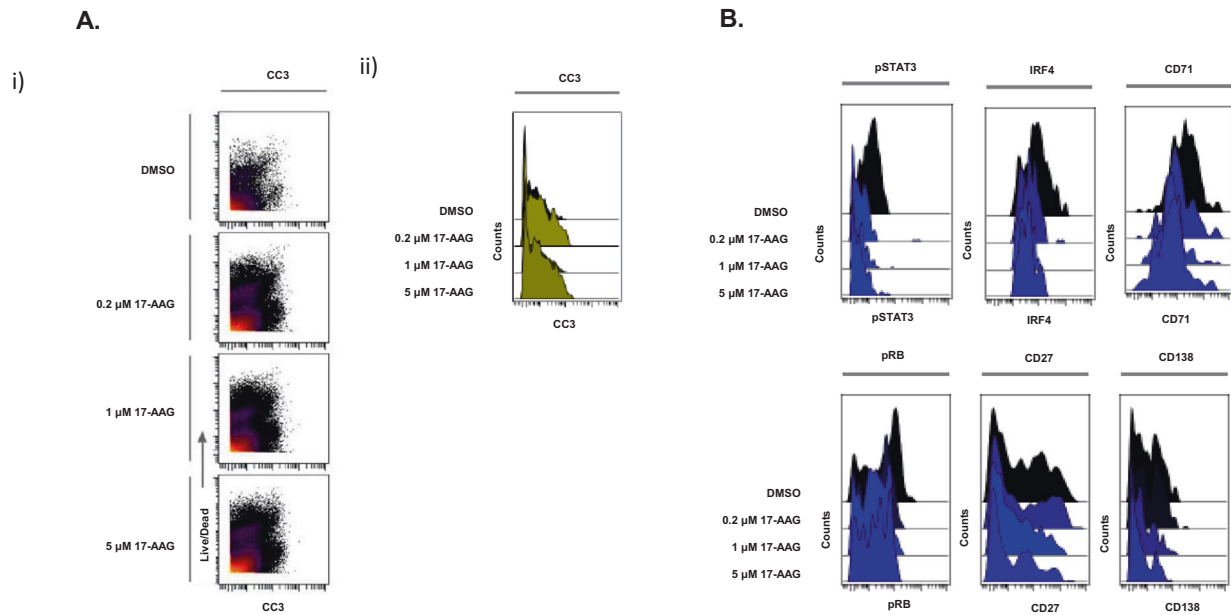 A.
i)
CC3
DMSO
0.2 µM 17-AAG
1 µM 17-AAG
5 µM 17-AAG
Live/Dead
CC3
ii)
CC3
DMSO
0.2 µM 17-AAG
1 µM 17-AAG
5 µM 17-AAG
Counts
CC3
B.
pSTAT3
IRF4
CD71
DMSO
0.2 µM 17-AAG
1 µM 17-AAG
5 µM 17-AAG
Counts
Counts
Counts
pSTAT3
IRF4
CD71
pRB
CD27
CD138
DMSO
0.2 µM 17-AAG
1 µM 17-AAG
5 µM 17-AAG
Counts
Counts
Counts
pRB
CD27
CD138